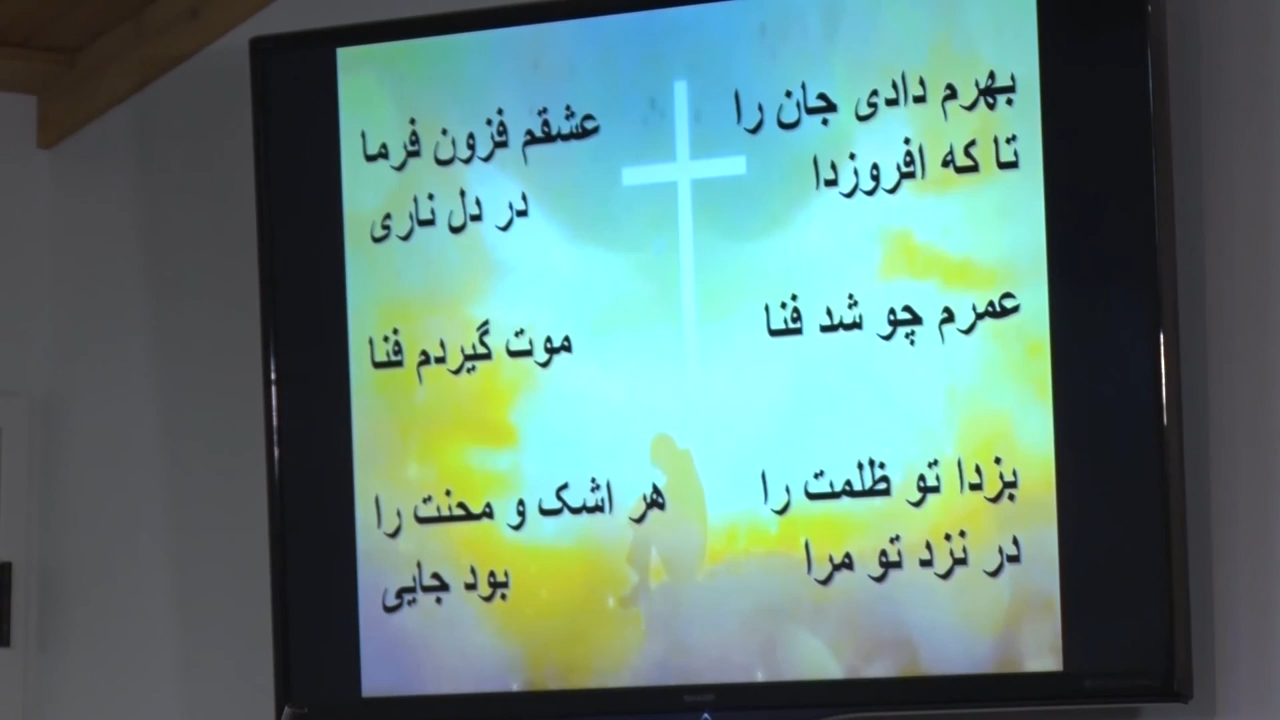 بهرم دادی جان را
عشقم فزون فرما
تا که افروزدا
در دل ناری
عمرم چو شد فنا
موت گیردم فنا
بزدا تو ظلمت را
هر اشک و محنت را
در نزد تو مرا
بود جایی